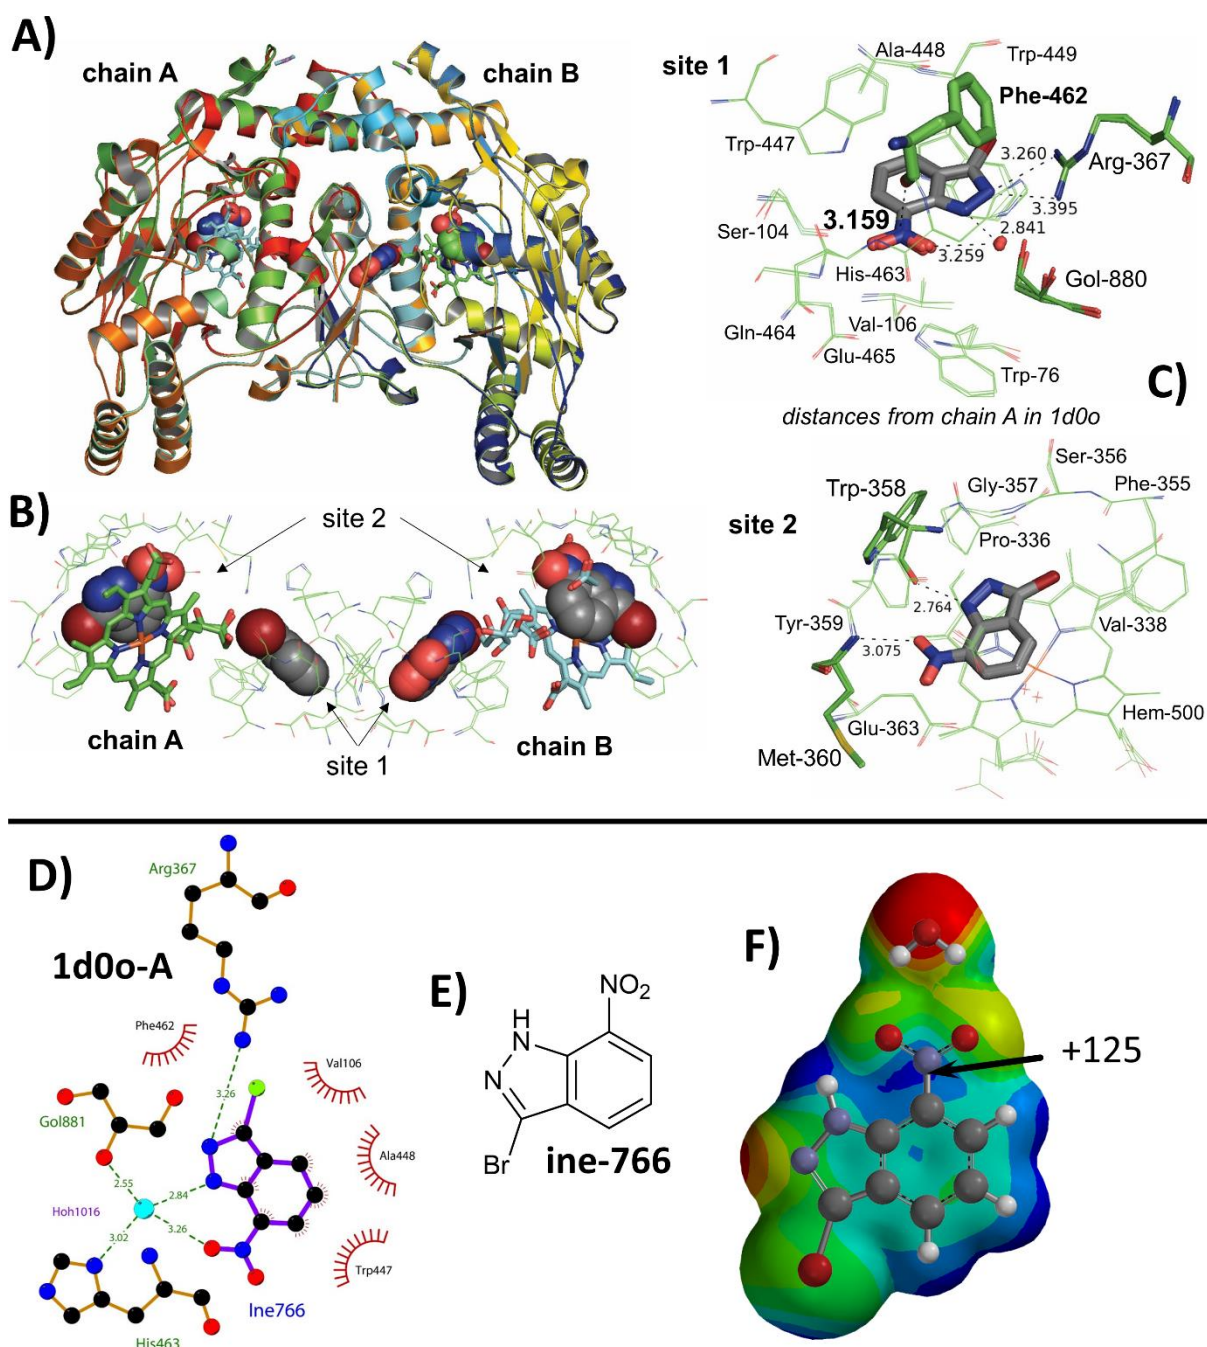 A)
chain A
chain B
site 1
Ala-448
Trp-449
Phe-462
Trp-447
3.260
Arg-367
3.395
3.159
2.841
Ser-104
3.259
His-463
Gol-880
Gln-464
Val-106
Glu-465
Trp-76
C)
distances from chain A in 1d0o
B)
site 2
chain A
site 1
chain B
site 2
Ser-356
Trp-358
Gly-357
Phe-355
Pro-336
2.764
Tyr-359
Val-338
3.075
Glu-363
Hem-500
Met-360
D)
Arg367
1d0o-A
Phe462
3.26
Val106
Gol881
Ala448
2.55
2.84
Hoh1016
3.26
3.02
Trp447
Ine766
His463
E)
NO2
H
N
N
Br
ine-766
F)
+125